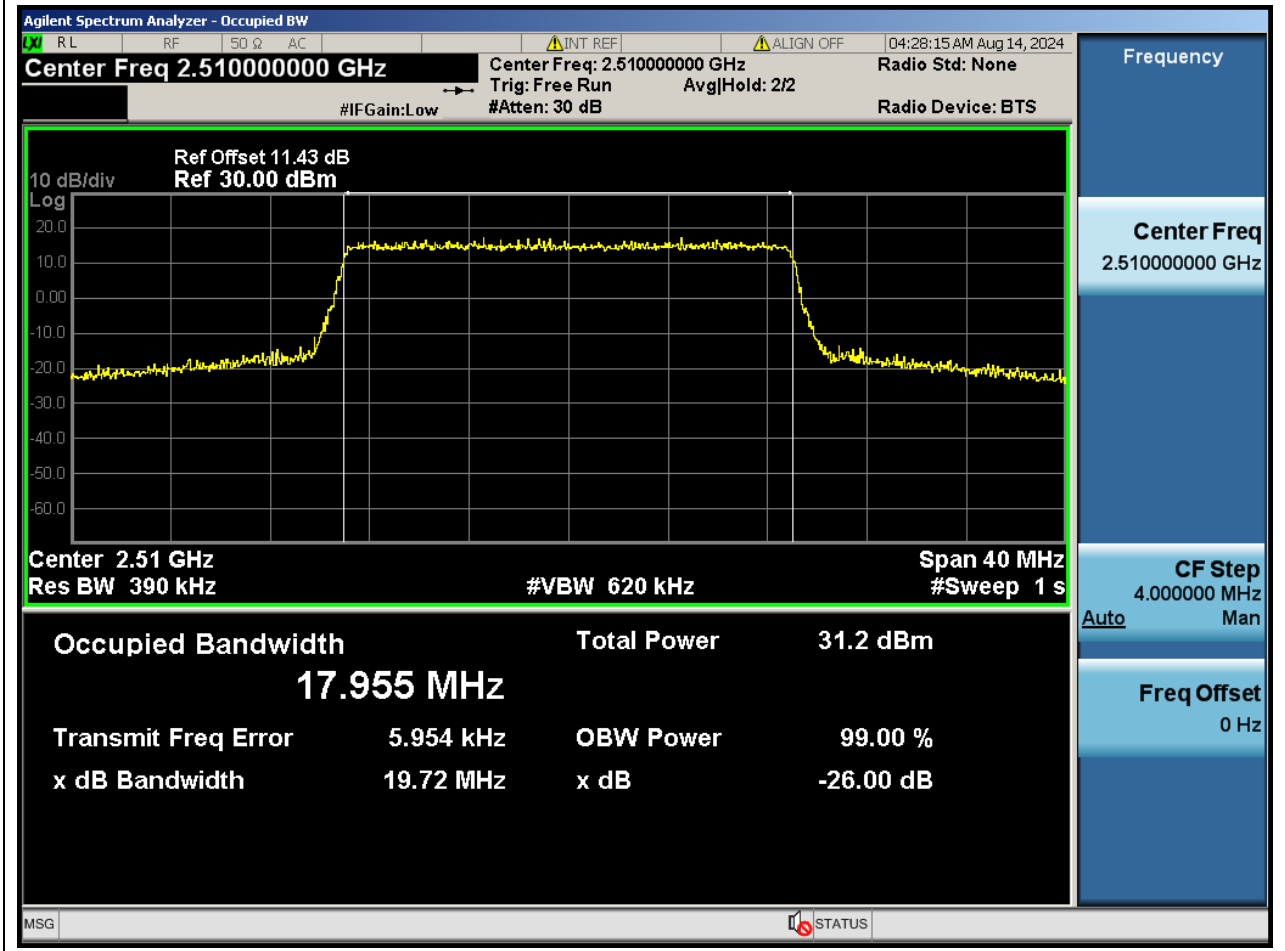 Agilent Spectrum Analyzer - Occupied BW
LXI RL RF 50 Ω AC INT REF ALIGN OFF 04:28:15 AM Aug 14, 2024
Center Freq 2.510000000 GHz
Center Freq: 2.510000000 GHz Radio Std: None
Trig: Free Run Avg|Hold: 2/2
#IFGain:Low #Atten: 30 dB Radio Device: BTS
Ref Offset 11.43 dB
10 dB/div Ref 30.00 dBm
Log
20.0
10.0
0.00
-10.0
-20.0
-30.0
-40.0
-50.0
-60.0
Center 2.51 GHz Span 40 MHz
Res BW 390 kHz #VBW 620 kHz #Sweep 1 s
Occupied Bandwidth Total Power 31.2 dBm
17.955 MHz
Transmit Freq Error 5.954 kHz OBW Power 99.00 %
x dB Bandwidth 19.72 MHz x dB -26.00 dB
Frequency
Center Freq
2.510000000 GHz
CF Step
4.000000 MHz
Auto Man
Freq Offset
0 Hz
MSG STATUS